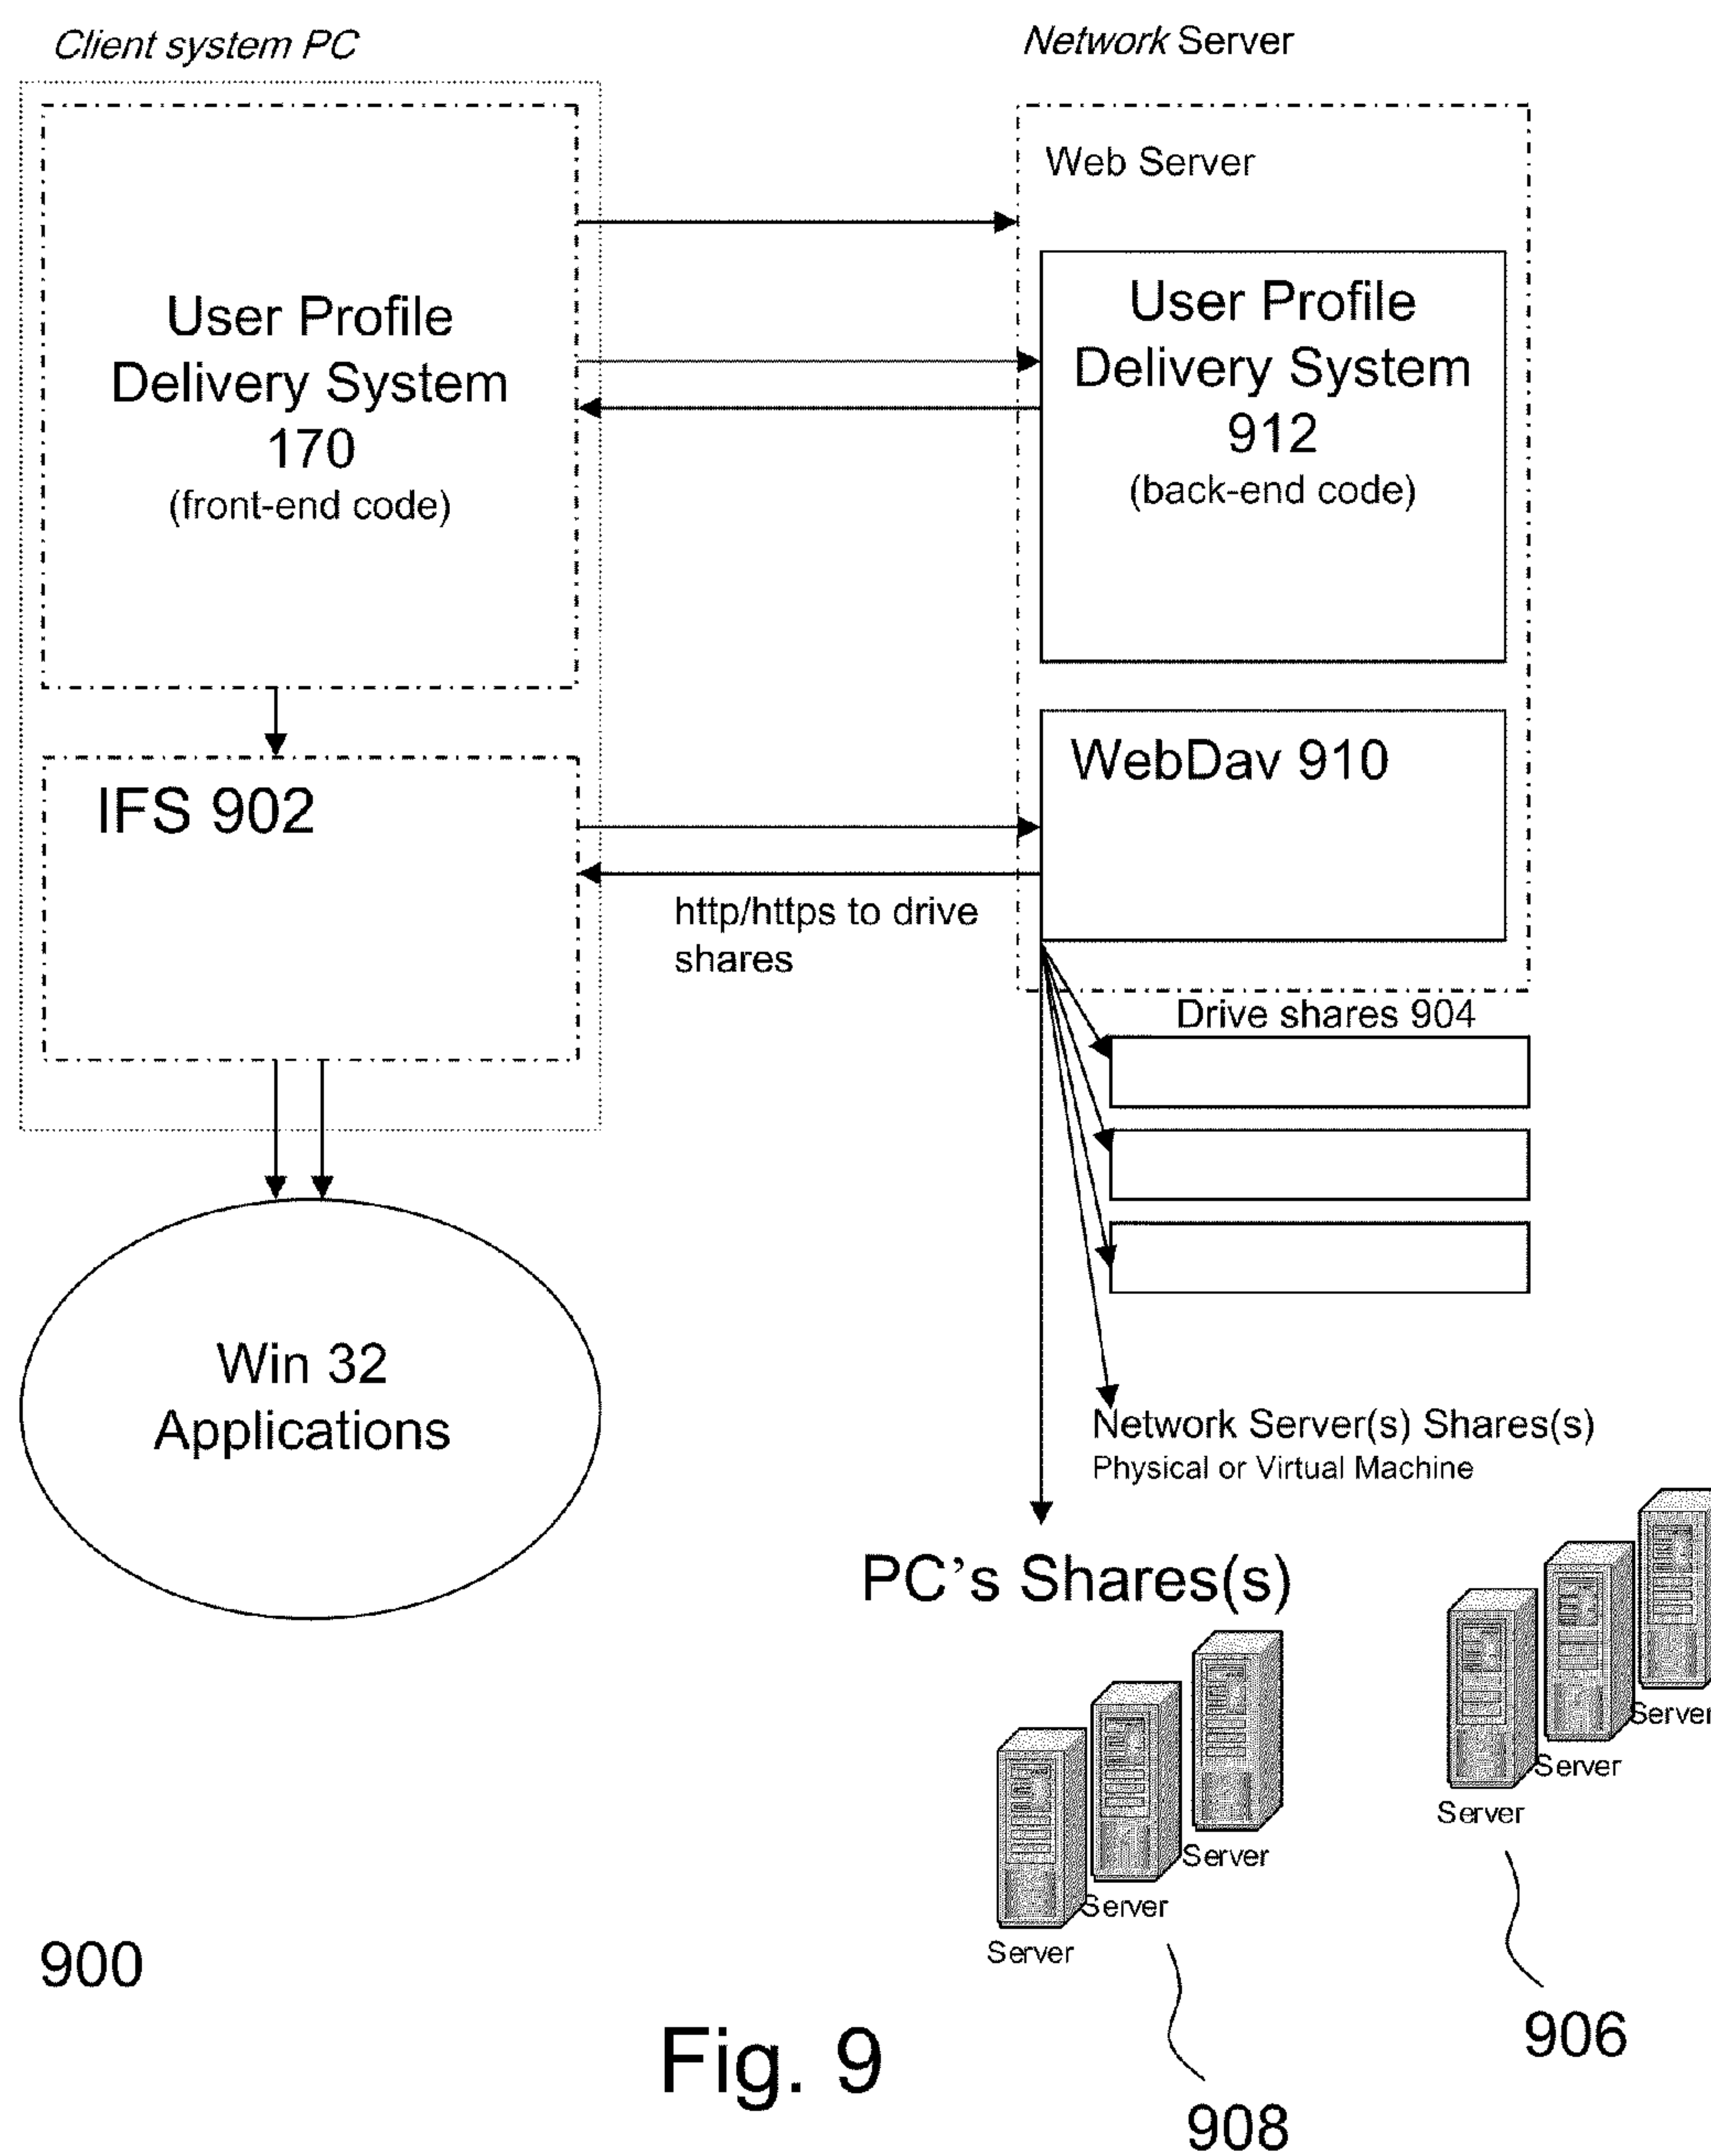 Client system PC
Network Server
Web Server
User Profile
Delivery System
170
(front-end code)
User Profile
Delivery System
912
(back-end code)
IFS 902
WebDav 910
http/https to drive
shares
Drive shares 904
Win 32
Applications
Network Server(s) Shares(s)
Physical or Virtual Machine
PC's Shares(s)
Server
Server
Server
Server
Server
Server
900
Fig. 9
906
908